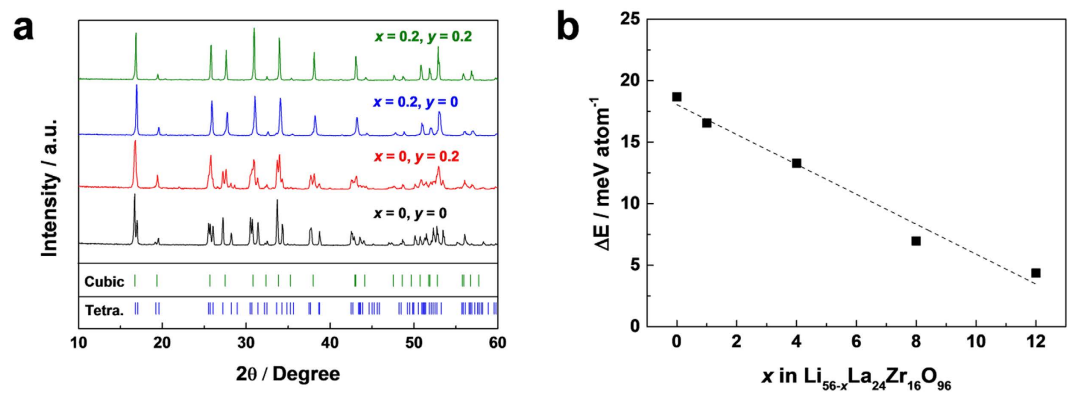 a
x = 0.2, y = 0.2
x = 0.2, y = 0
x = 0, y = 0.2
x = 0, y = 0
Cubic
Tetra.
Intensity / a.u.
10 20 30 40 50 60
2θ / Degree
b
25
20
15
10
5
0
ΔE / meV atom⁻¹
0 2 4 6 8 10 12
x in Li₅₆₋ₓLa₂₄Zr₁₆O₉₆